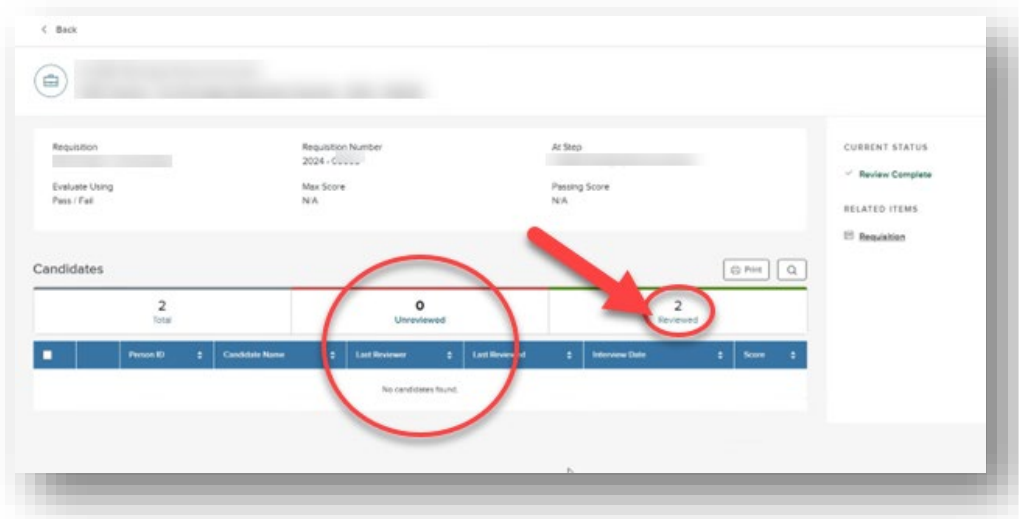 < Back
Requisition Requisition Number At Step
2024 -
Evaluate Using Max Score Passing Score
Pass / Fail N/A N/A
CURRENT STATUS
Review Complete
RELATED ITEMS
Requisition
Candidates Print
2 0 2
Total Unreviewed Reviewed
Person ID Candidate Name Last Reviewer Last Reviewed Interview Date Score
No candidates found.